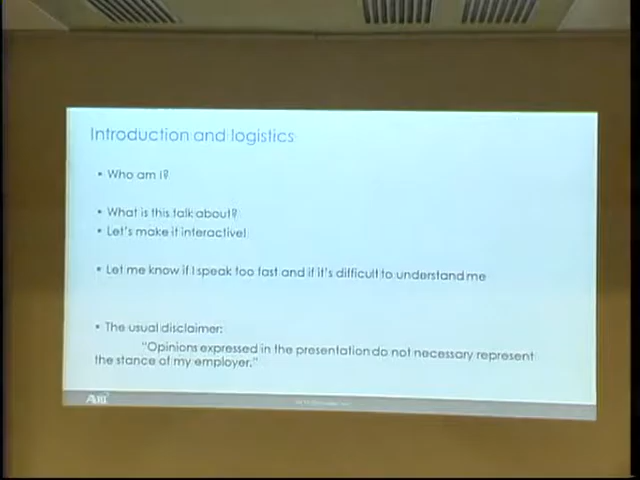 Introduction and logistics
• Who am I?
• What is this talk about?
• Let's make it interactive!
• Let me know if I speak too fast and if it's difficult to understand me
• The usual disclaimer:
"Opinions expressed in the presentation do not necessary represent
the stance of my employer."